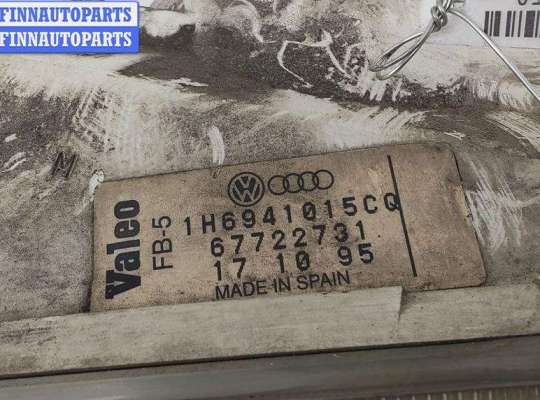 FINNAUTOPARTS
FINNAUTOPARTS
Valeo
FB-5
1H6941015CQ
67722731
17 10 95
MADE IN SPAIN